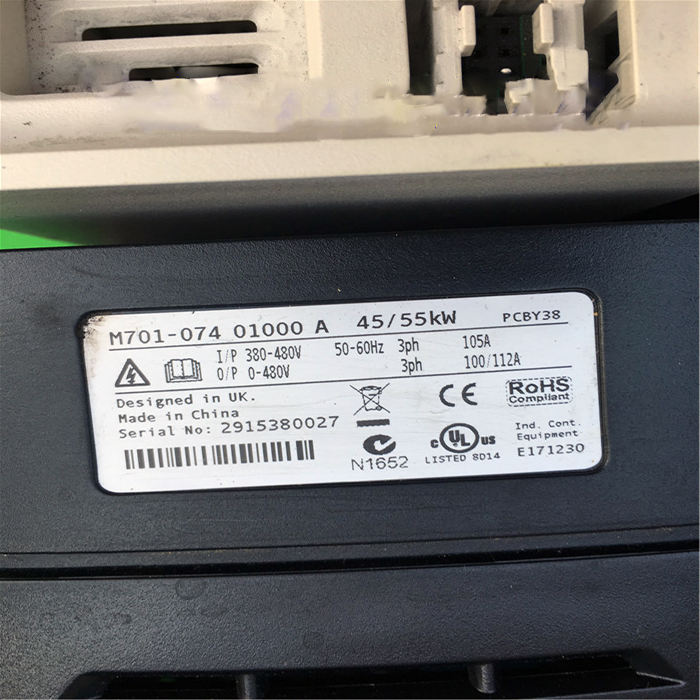 M701-074 01000 A 45/55kW PCBY38
I/P 380-480V 50-60Hz 3ph 105A
O/P 0-480V 3ph 100/112A
Designed in UK.
Made in China
Serial No: 2915380027
N1652
CE
c UL us
LISTED 8D14
RoHS
Compliant
Ind. Cont.
Equipment
E171230